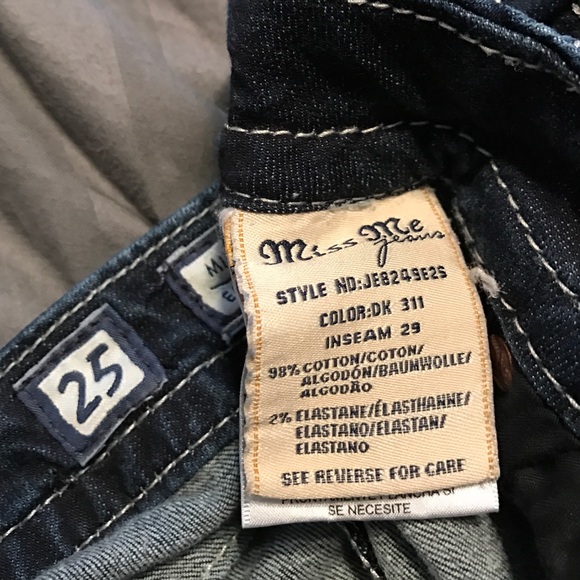 Miss Me
jeans
STYLE NO:JE8249E2S
COLOR:DK 311
INSEAM 29
98% COTTON/COTON/
ALGODÓN/BAUMWOLLE/
ALGODÃO
2% ELASTANE/ÉLASTHANNE/
ELASTANO/ELASTAN/
ELASTANO
SEE REVERSE FOR CARE
SE NECESITE
25